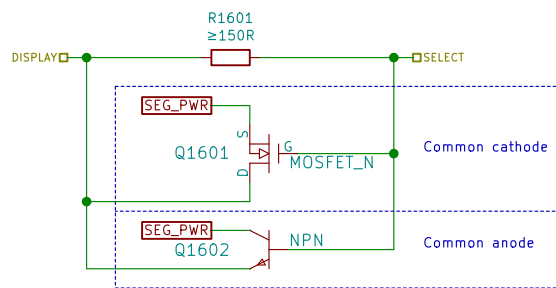 R1601
≥150R
DISPLAY
SELECT
SEG_PWR
S
Q1601
G
MOSFET_N
D
Common cathode
SEG_PWR
Q1602
NPN
Common anode